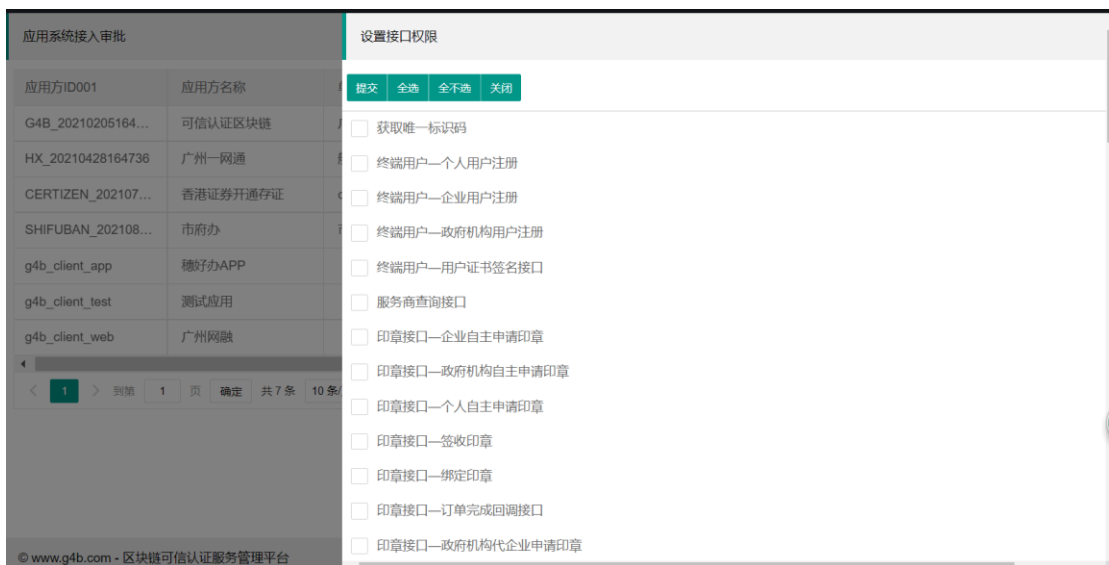 应用系统接入审批
应用方ID001 应用方名称
G4B_20210205164... 可信认证区块链
HX_20210428164736 广州一网通
CERTIZEN_202107... 香港证券开通存证
SHIFUBAN_202108... 市府办
g4b_client_app 穗好办APP
g4b_client_test 测试应用
g4b_client_web 广州网融
1 到第 1 页 确定 共7条 10条/
© www.g4b.com - 区块链可信认证服务管理平台
设置接口权限
提交 全选 全不选 关闭
获取唯一标识码
终端用户—个人用户注册
终端用户—企业用户注册
终端用户—政府机构用户注册
终端用户—用户证书签名接口
服务商查询接口
印章接口—企业自主申请印章
印章接口—政府机构自主申请印章
印章接口—个人自主申请印章
印章接口—签收印章
印章接口—绑定印章
印章接口—订单完成回调接口
印章接口—政府机构代企业申请印章